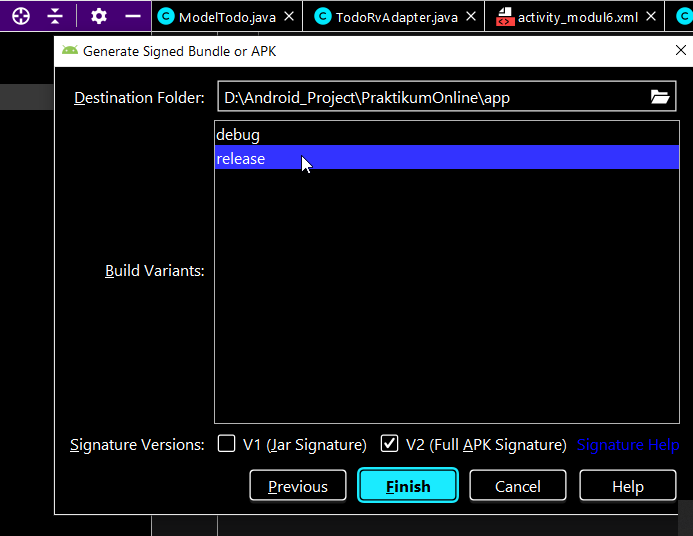 ModelTodo.java TodoRvAdapter.java activity_modul6.xml
Generate Signed Bundle or APK
Destination Folder: D:\Android_Project\PraktikumOnline\app
debug
release
Build Variants:
Signature Versions: V1 (Jar Signature) V2 (Full APK Signature) Signature Help
Previous Finish Cancel Help